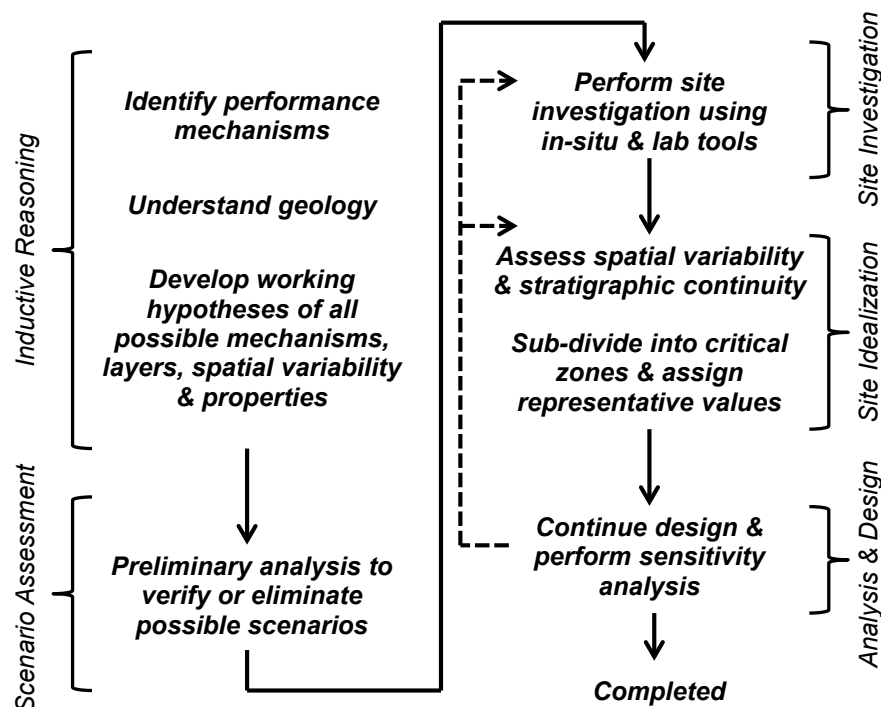 Inductive Reasoning
Identify performance
mechanisms
Understand geology
Develop working
hypotheses of all
possible mechanisms,
layers, spatial variability
& properties
Scenario Assessment
Preliminary analysis to
verify or eliminate
possible scenarios
Perform site
investigation using
in-situ & lab tools
Site Investigation
Assess spatial variability
& stratigraphic continuity
Sub-divide into critical
zones & assign
representative values
Site Idealization
Continue design &
perform sensitivity
analysis
Analysis & Design
Completed